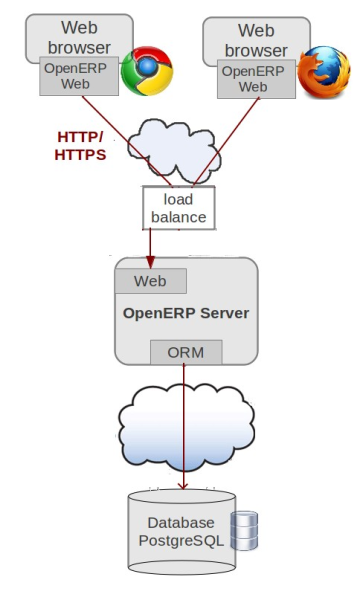 Web
browser
OpenERP
Web
Web
browser
OpenERP
Web
HTTP/
HTTPS
load
balance
Web
OpenERP Server
ORM
Database
PostgreSQL